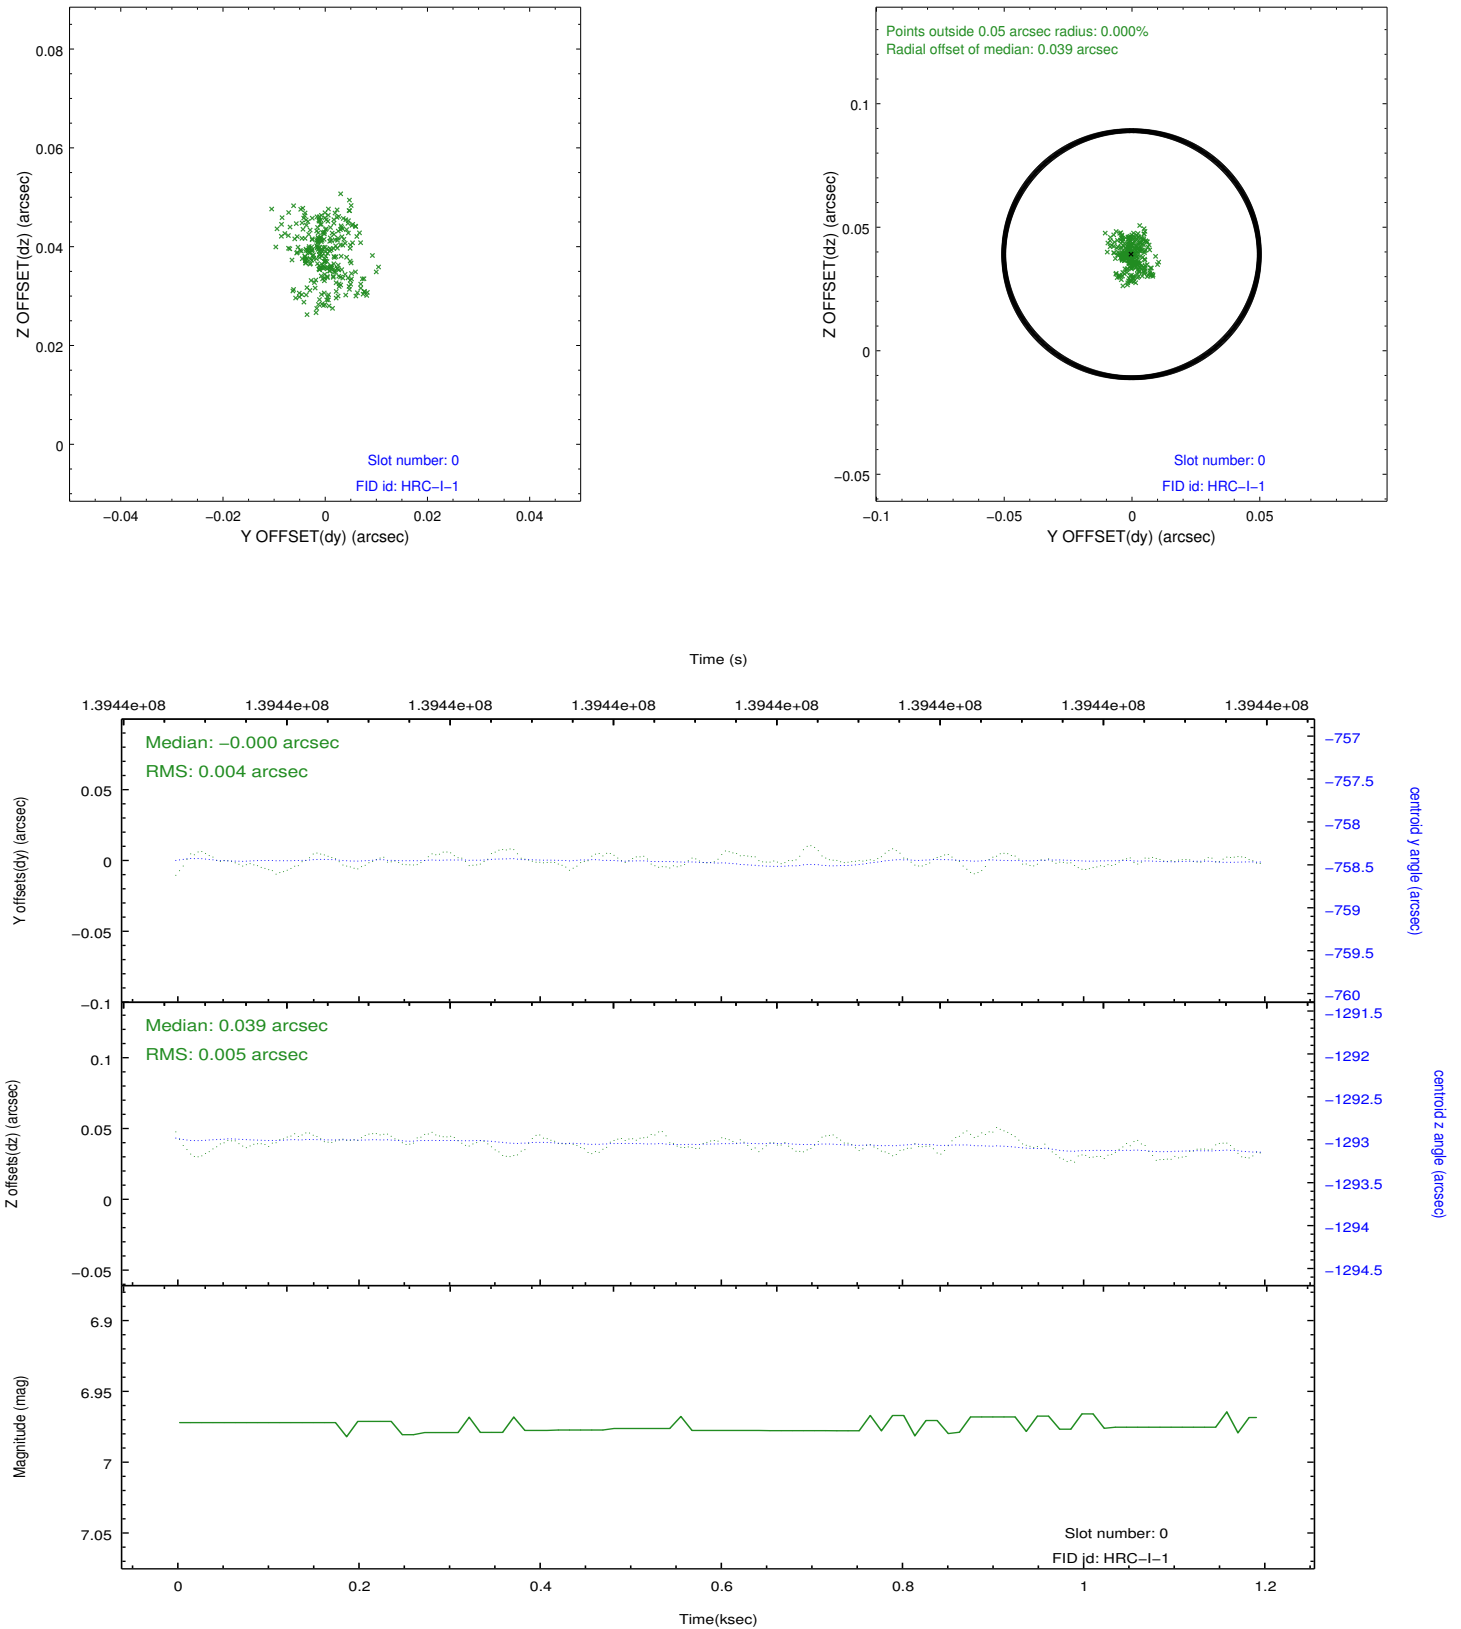 0.08
0.06
0.04
0.02
0
Z OFFSET(dz) (arcsec)
Slot number: 0
FID id: HRC−I−1
−0.04 −0.02 0 0.02 0.04
Y OFFSET(dy) (arcsec)
Points outside 0.05 arcsec radius: 0.000%
Radial offset of median: 0.039 arcsec
0.1
0.05
0
−0.05
Z OFFSET(dz) (arcsec)
Slot number: 0
FID id: HRC−I−1
−0.1 −0.05 0 0.05
Y OFFSET(dy) (arcsec)
Time (s)
1.3944e+08 1.3944e+08 1.3944e+08 1.3944e+08 1.3944e+08 1.3944e+08 1.3944e+08 1.3944e+08
Median: −0.000 arcsec
RMS: 0.004 arcsec
0.05
0
−0.05
−0.1
Y offsets(dy) (arcsec)
−757
−757.5
−758
−758.5
−759
−759.5
−760
centroid y angle (arcsec)
Median: 0.039 arcsec
RMS: 0.005 arcsec
0.1
0.05
0
−0.05
Z offsets(dz) (arcsec)
−1291.5
−1292
−1292.5
−1293
−1293.5
−1294
−1294.5
centroid z angle (arcsec)
6.9
6.95
7
7.05
Magnitude (mag)
Slot number: 0
FID id: HRC−I−1
0 0.2 0.4 0.6 0.8 1 1.2
Time(ksec)